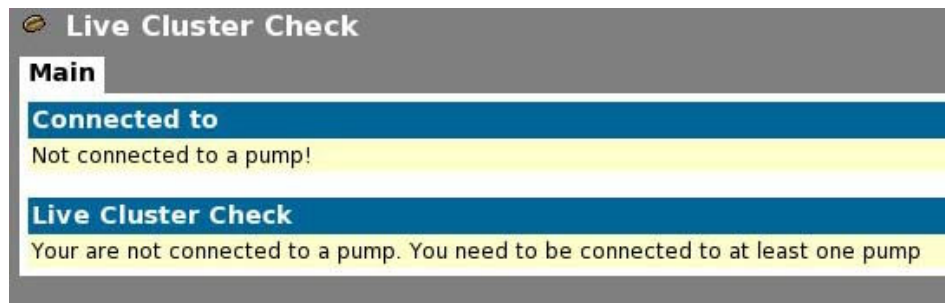 Live Cluster Check
Main
Connected to
Not connected to a pump!
Live Cluster Check
Your are not connected to a pump. You need to be connected to at least one pump